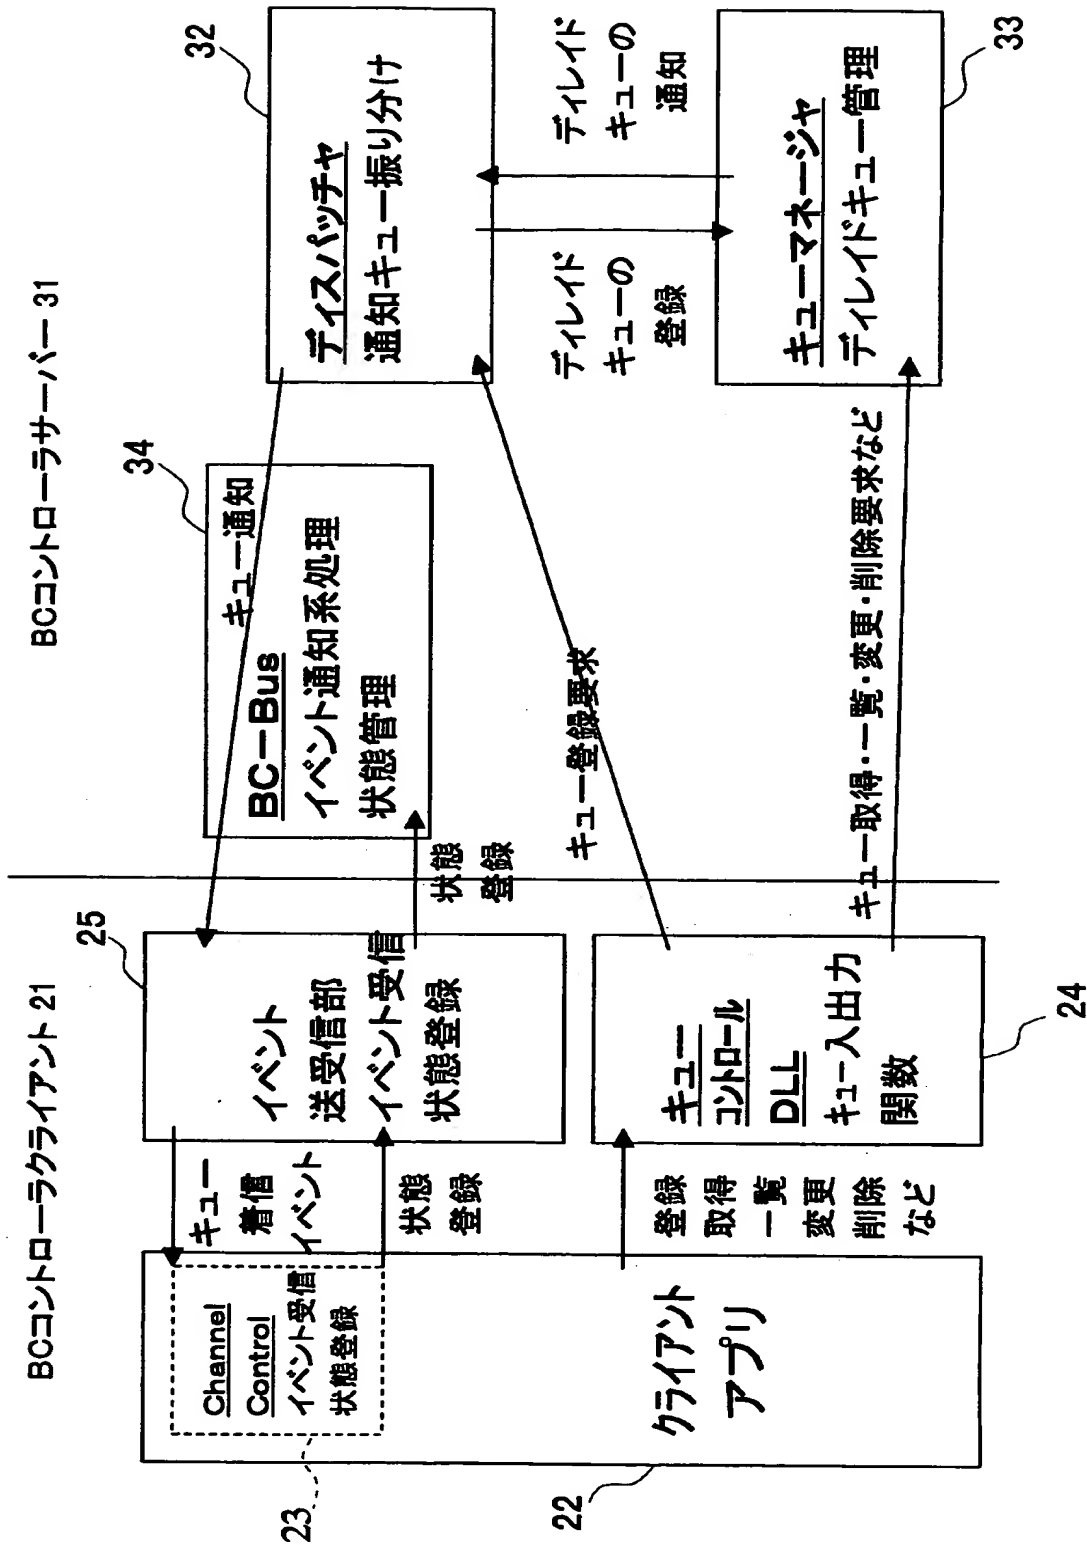 BCコントローラクライアント 21
BCコントローラサーバー 31
23
Channel
Control
イベント受信
状態登録
22
クライアント
アプリ
キュー
着信
イベント
状態
登録
登録
取得
一覧
変更
削除
など
25
イベント
送受信部
イベント受信
状態登録
24
キュー
コントロール
DLL
キュー入出力
関数
状態
登録
34
キュー通知
BC-Bus
イベント通知系処理
状態管理
キュー登録要求
キュー取得・一覧・変更・削除要求など
32
ディスパッチャ
通知キュー振り分け
ディレイド
キューの
登録
ディレイド
キューの
通知
33
キューマネージャ
ディレイドキュー管理